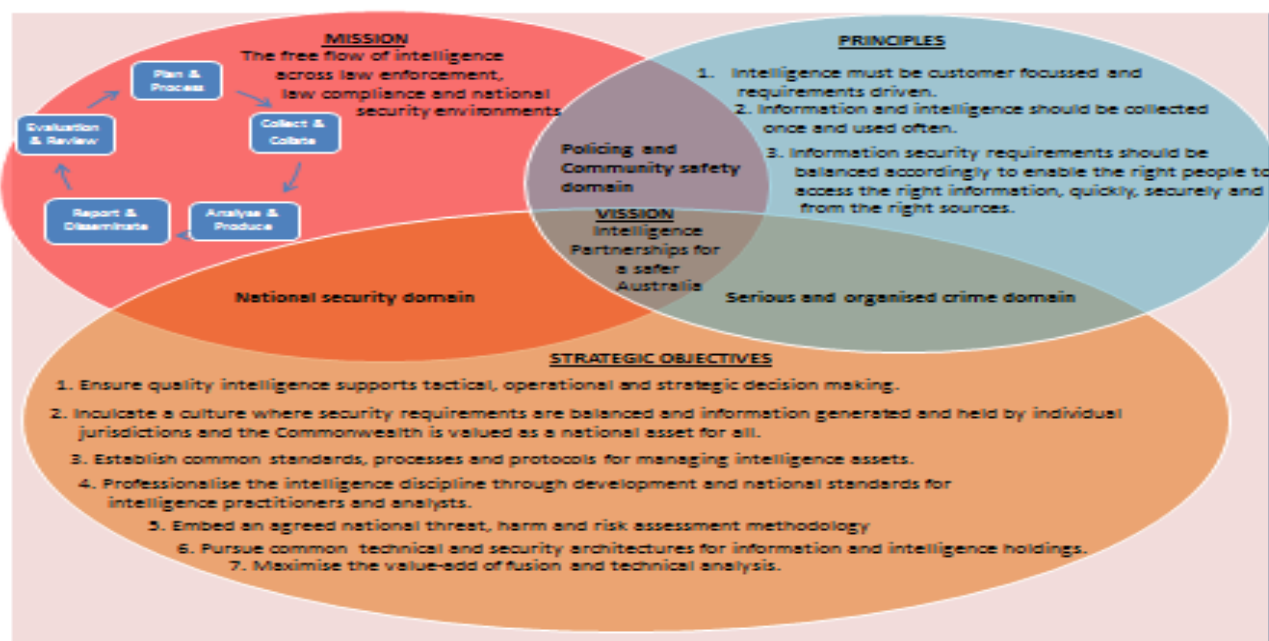 MISSION
The free flow of intelligence
across law enforcement,
law compliance and national
security environments
Plan &
Process
Collect &
Collate
Analyse &
Produce
Report &
Disseminate
Evaluation
& Review
PRINCIPLES
1. Intelligence must be customer focussed and
requirements driven.
2. Information and intelligence should be collected
once and used often.
3. Information security requirements should be
balanced accordingly to enable the right people to
access the right information, quickly, securely and
from the right sources.
Policing and
Community safety
domain
VISSION
Intelligence
Partnerships for
a safer
Australia
National security domain
Serious and organised crime domain
STRATEGIC OBJECTIVES
1. Ensure quality intelligence supports tactical, operational and strategic decision making.
2. Inculcate a culture where security requirements are balanced and information generated and held by individual
jurisdictions and the Commonwealth is valued as a national asset for all.
3. Establish common standards, processes and protocols for managing intelligence assets.
4. Professionalise the intelligence discipline through development and national standards for
intelligence practitioners and analysts.
5. Embed an agreed national threat, harm and risk assessment methodology
6. Pursue common technical and security architectures for information and intelligence holdings.
7. Maximise the value-add of fusion and technical analysis.